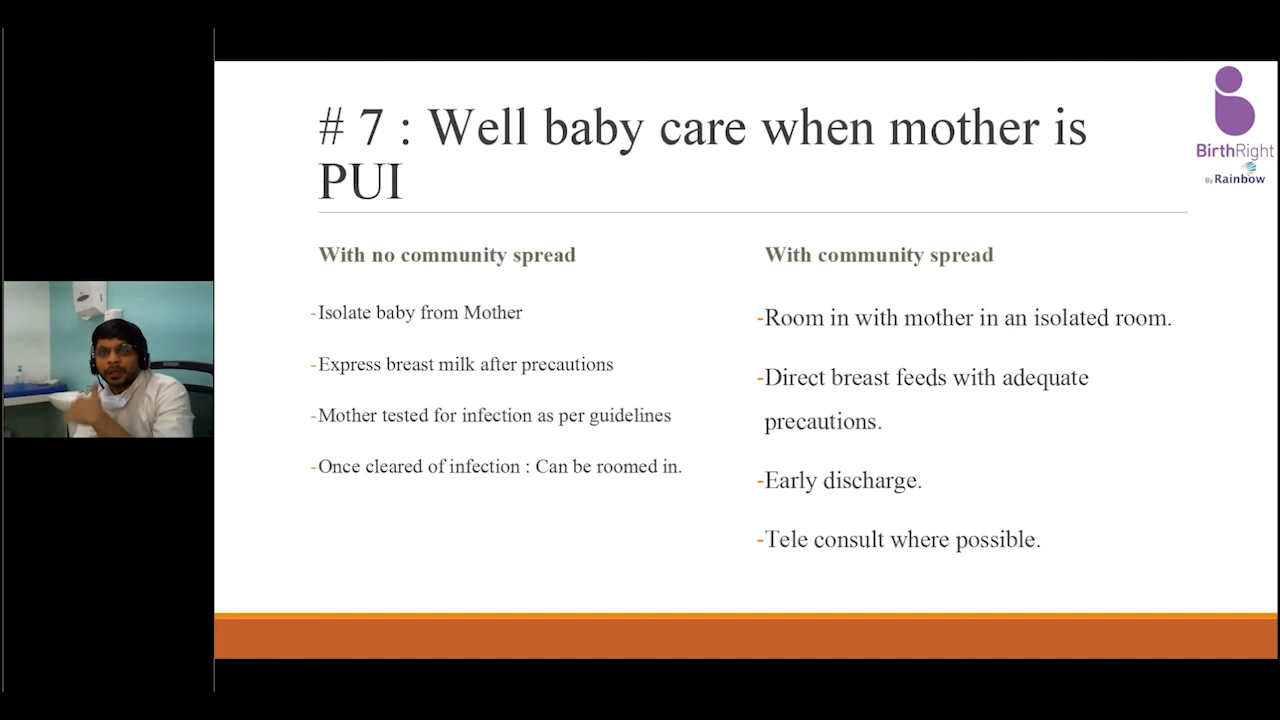 # 7 : Well baby care when mother is
PUI
With no community spread
-Isolate baby from Mother
-Express breast milk after precautions
-Mother tested for infection as per guidelines
-Once cleared of infection : Can be roomed in.
With community spread
-Room in with mother in an isolated room.
-Direct breast feeds with adequate
precautions.
-Early discharge.
-Tele consult where possible.
BirthRight
By Rainbow